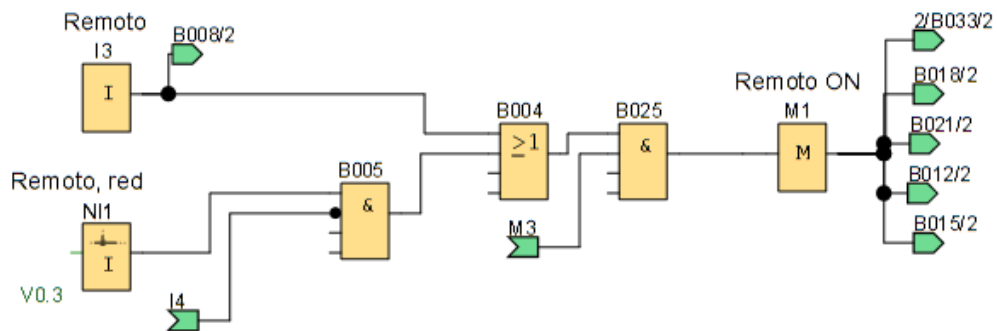 Remoto
I3
B008/2
I
Remoto, red
NI1
I
V0.3
I4
B005
&
B004
≥1
B025
&
M3
Remoto ON
M1
M
2/B033/2
B018/2
B021/2
B012/2
B015/2